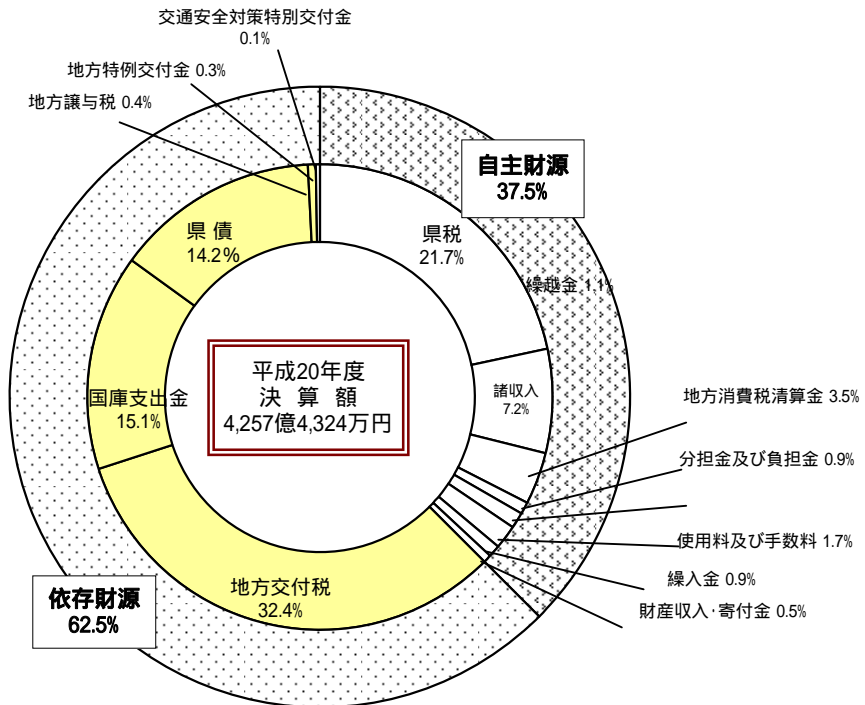 交通安全対策特別交付金
0.1%
地方特例交付金 0.3%
地方譲与税 0.4%
自主財源
37.5%
県 債
14.2%
県税
21.7%
繰越金 1.1%
平成20年度
決 算 額
4,257億4,324万円
諸収入
7.2%
国庫支出金
15.1%
地方消費税清算金 3.5%
分担金及び負担金 0.9%
使用料及び手数料 1.7%
繰入金 0.9%
財産収入・寄付金 0.5%
地方交付税
32.4%
依存財源
62.5%